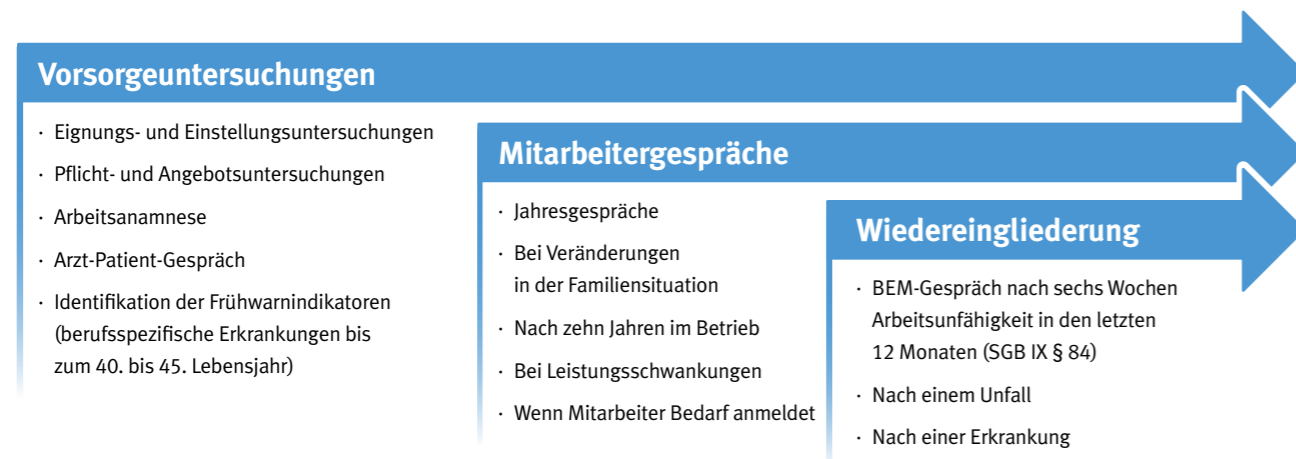 Vorsorgeuntersuchungen
· Eignungs- und Einstellungsuntersuchungen
· Pflicht- und Angebotsuntersuchungen
· Arbeitsanamnese
· Arzt-Patient-Gespräch
· Identifikation der Frühwarnindikatoren
(berufsspezifische Erkrankungen bis
zum 40. bis 45. Lebensjahr)
Mitarbeitergespräche
· Jahresgespräche
· Bei Veränderungen
in der Familiensituation
· Nach zehn Jahren im Betrieb
· Bei Leistungsschwankungen
· Wenn Mitarbeiter Bedarf anmeldet
Wiedereingliederung
· BEM-Gespräch nach sechs Wochen
Arbeitsunfähigkeit in den letzten
12 Monaten (SGB IX § 84)
· Nach einem Unfall
· Nach einer Erkrankung